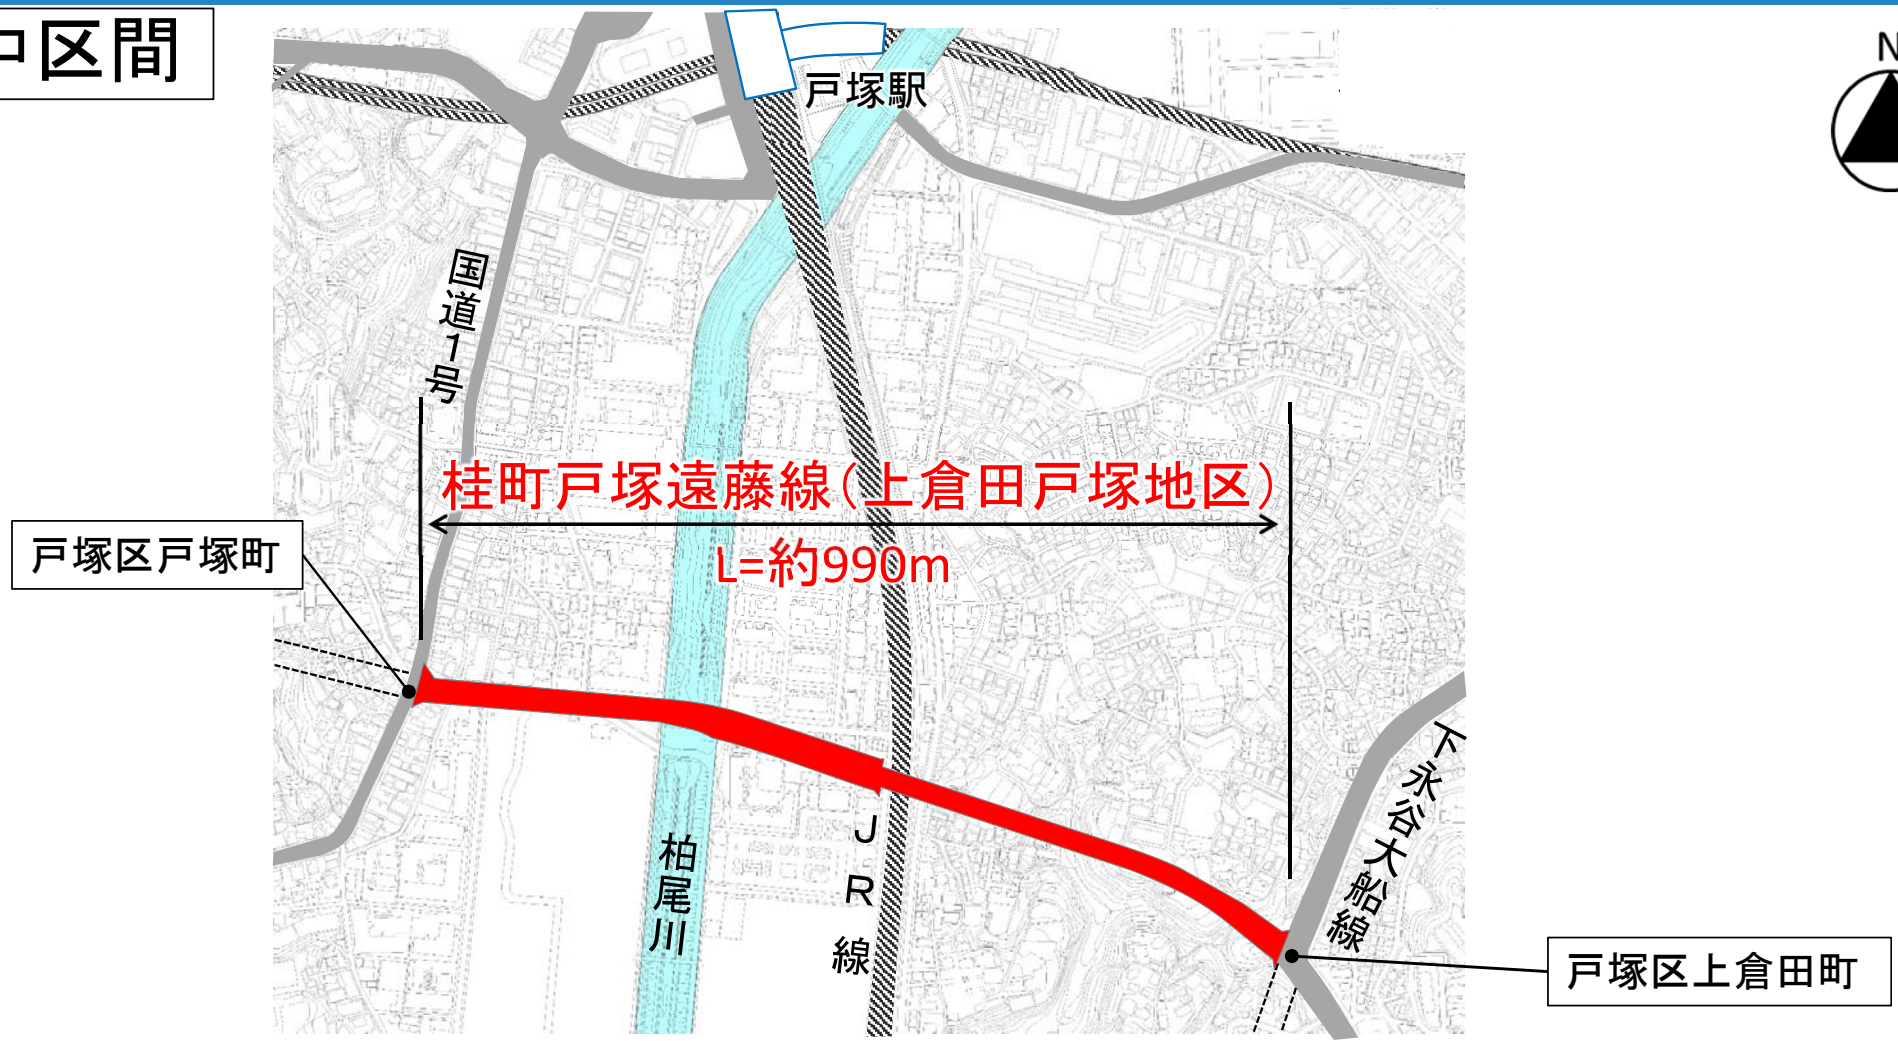 中区間
N
戸塚駅
国道1号
桂町戸塚遠藤線（上倉田戸塚地区）
L=約990m
戸塚区戸塚町
下永谷大船線
JR線
柏尾川
戸塚区上倉田町